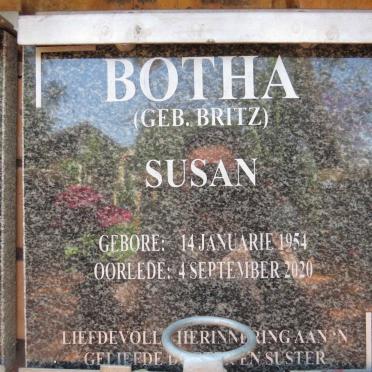 BOTHA
(GEB. BRITZ)
SUSAN
GEBORE: 14 JANUARIE 1954
OORLEDE: 4 SEPTEMBER 2020
LIEFDEVOLLE HERINNERING AAN 'N
GELIEFDE EN SUSTER